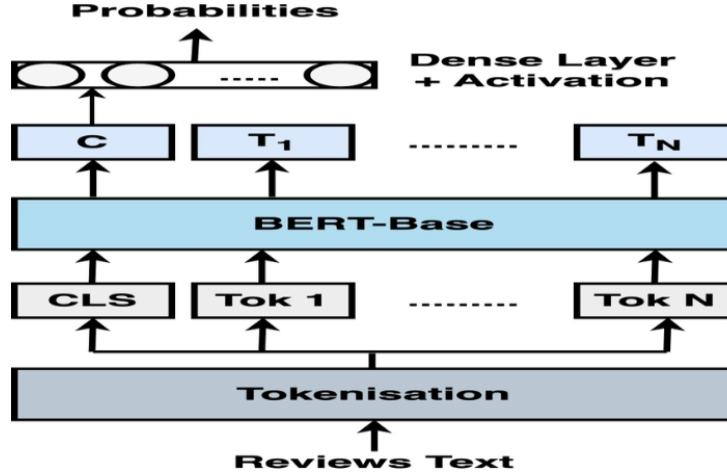 Probabilities
Dense Layer
+ Activation
C
T1
TN
BERT-Base
CLS
Tok 1
Tok N
Tokenisation
Reviews Text